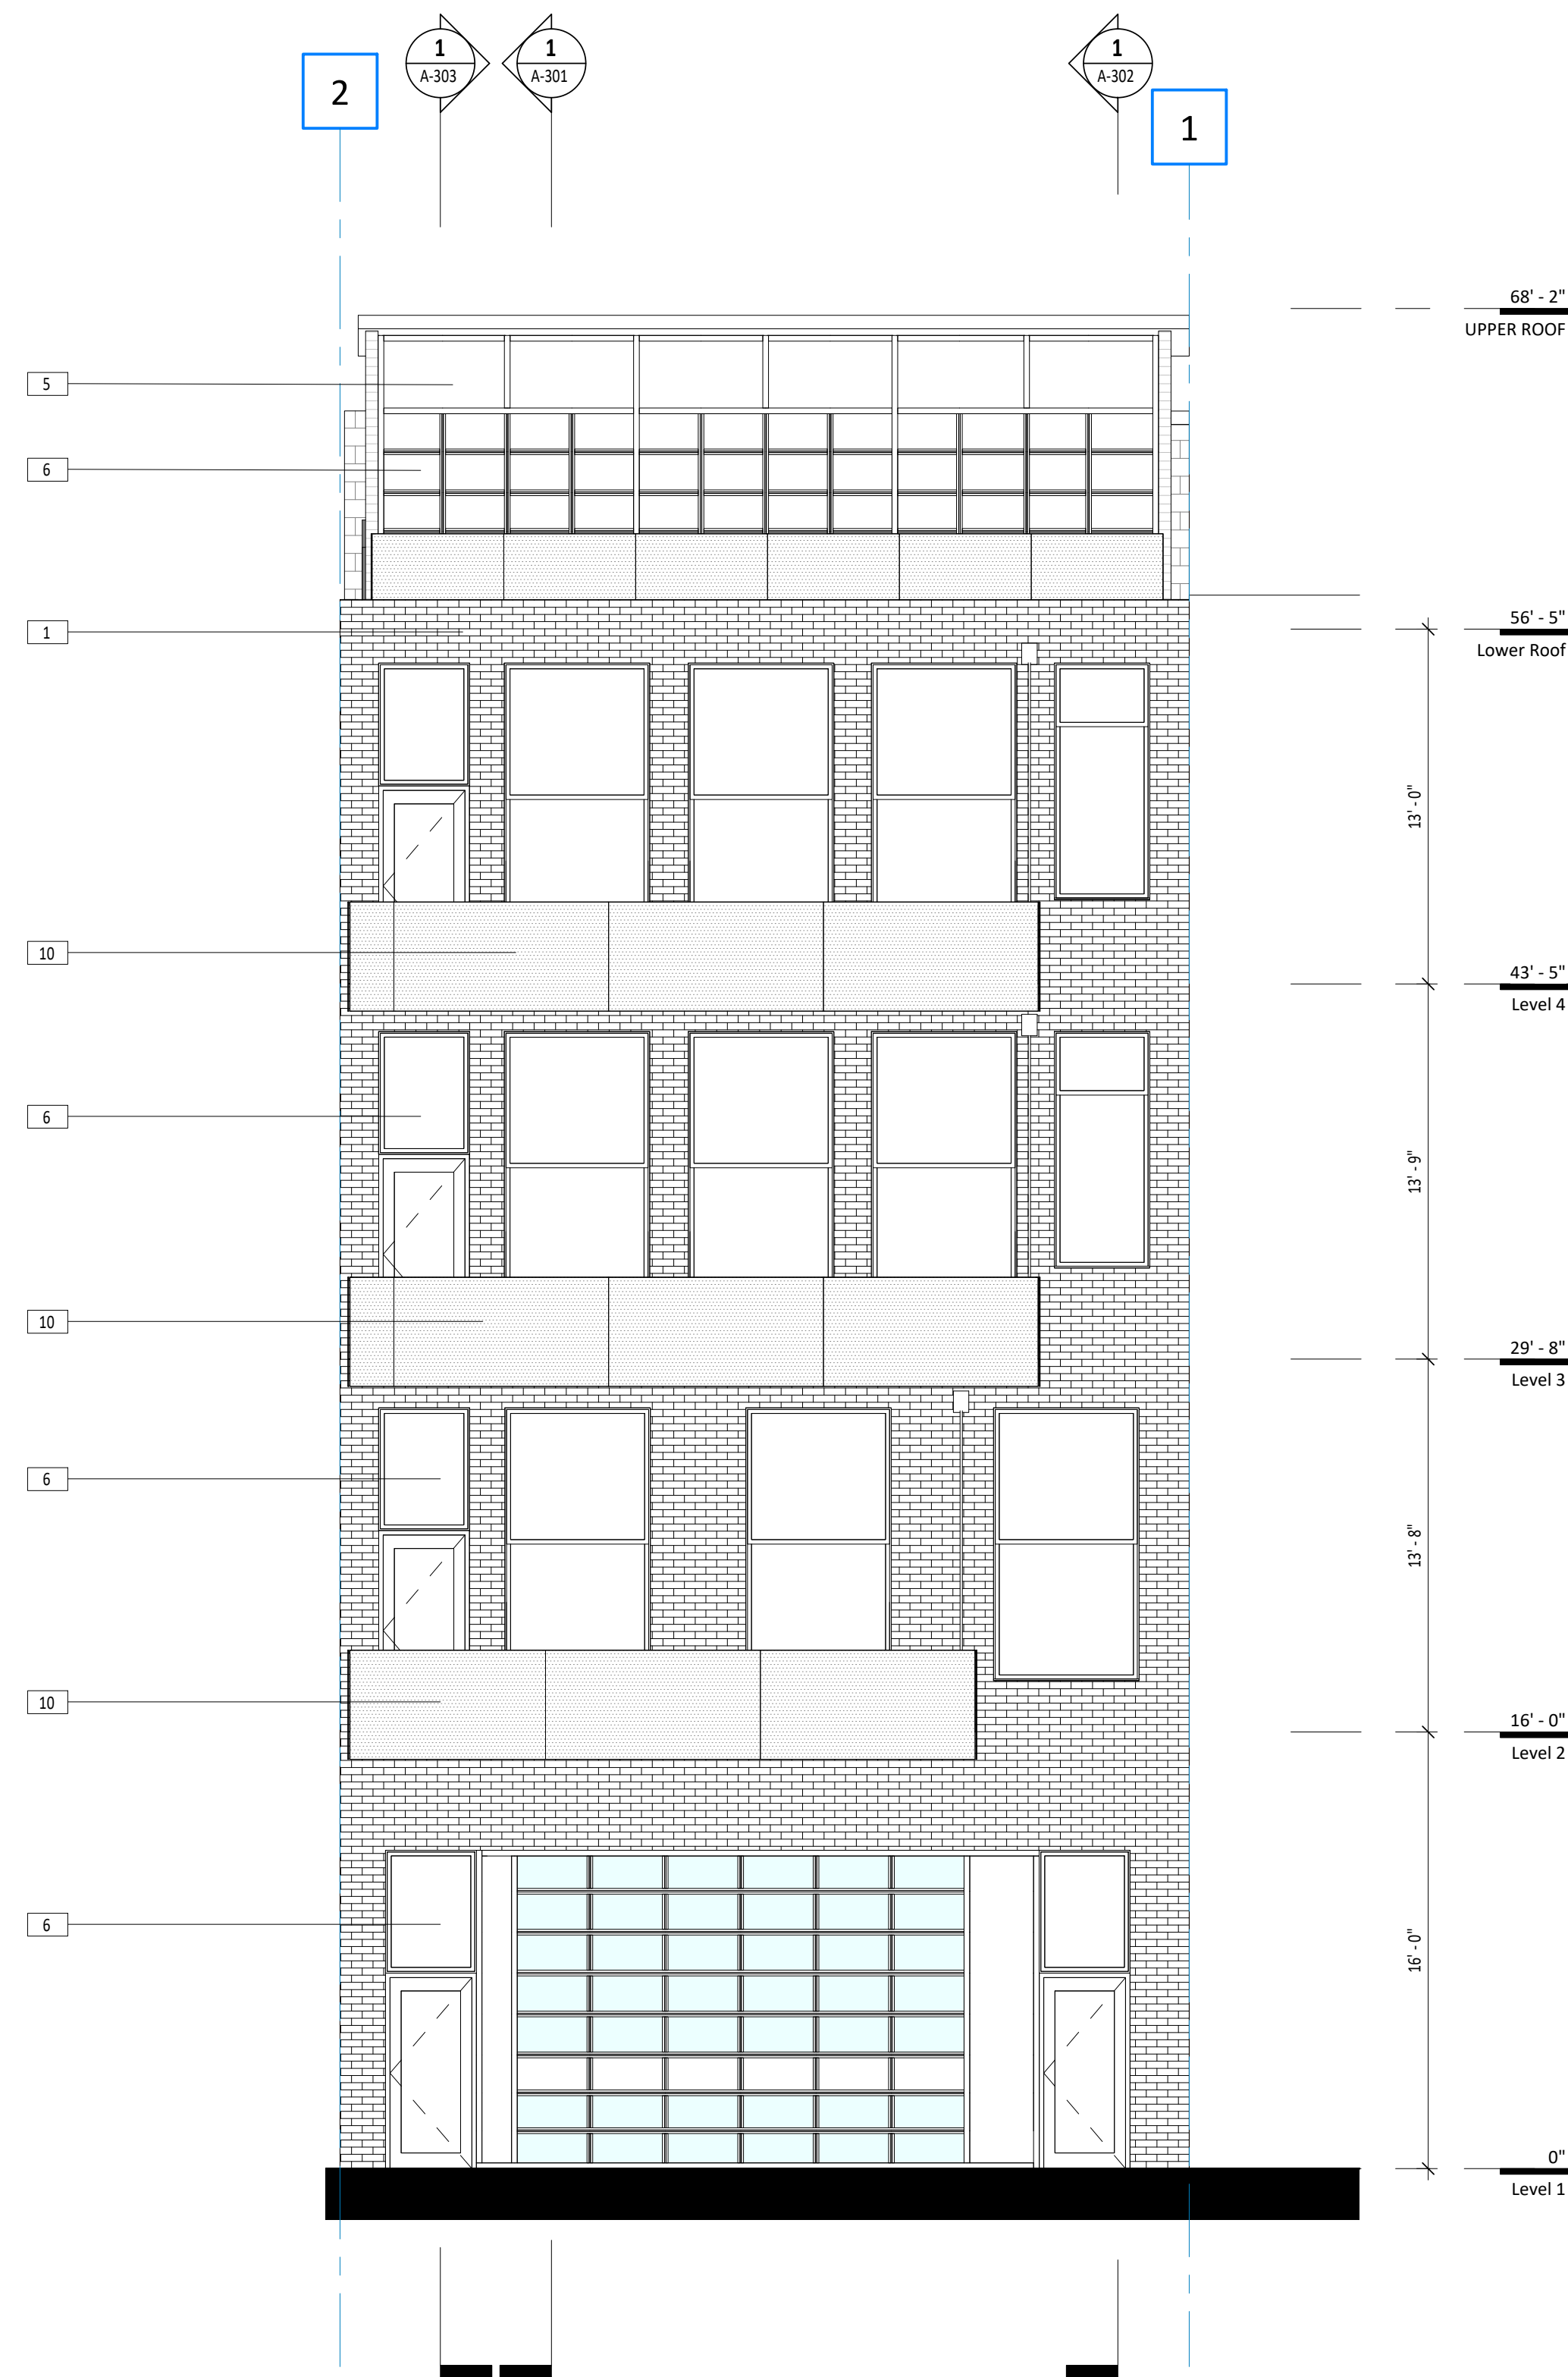 1
A-303
1
A-301
1
A-302
2
1
68' - 2"
UPPER ROOF
5
6
1
56' - 5"
Lower Roof
13' - 0"
10
43' - 5"
Level 4
6
13' - 9"
10
29' - 8"
Level 3
6
13' - 8"
10
16' - 0"
Level 2
6
16' - 0"
0"
Level 1